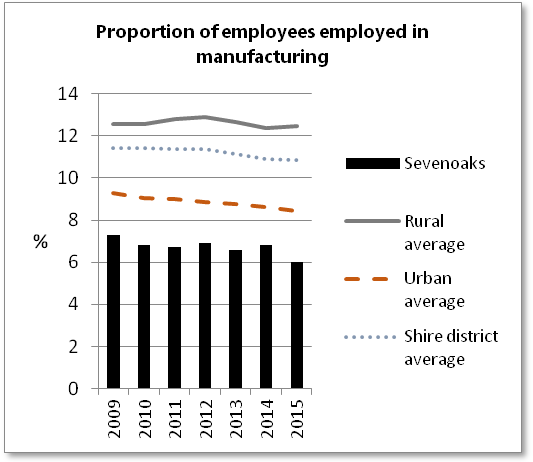 Proportion of employees employed in
manufacturing
14
12
10
8
6
4
2
0
%
2009
2010
2011
2012
2013
2014
2015
Sevenoaks
Rural
average
Urban
average
Shire district
average